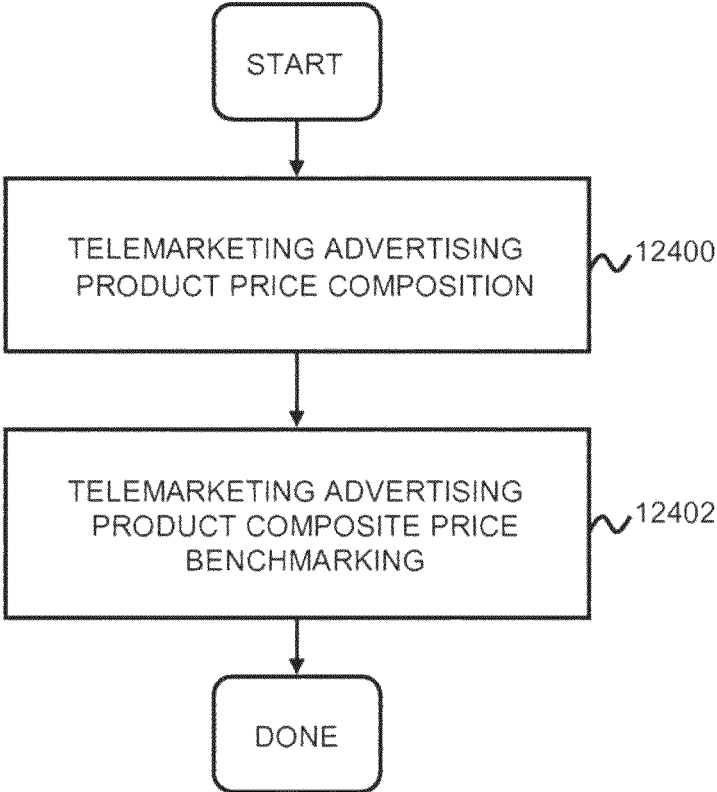 START
TELEMARKETING ADVERTISING
PRODUCT PRICE COMPOSITION
12400
TELEMARKETING ADVERTISING
PRODUCT COMPOSITE PRICE
BENCHMARKING
12402
DONE